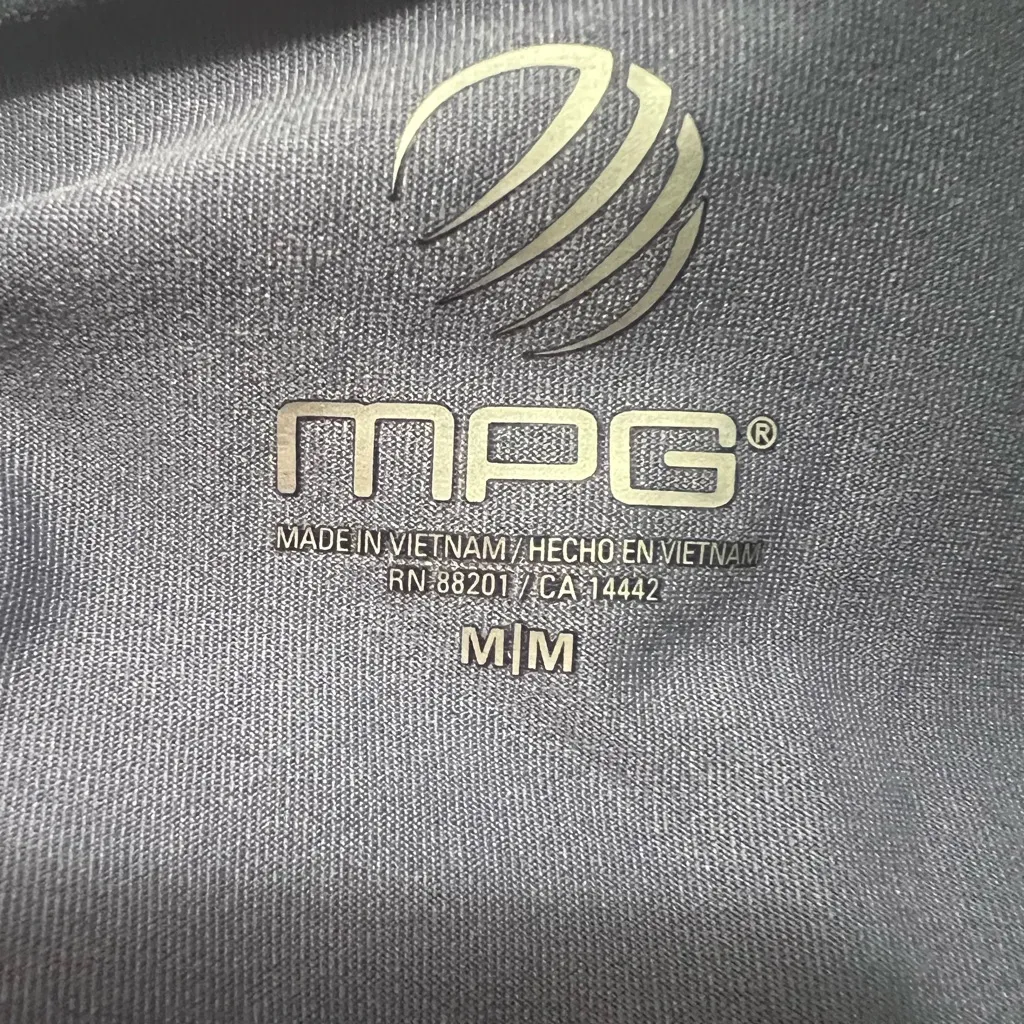 MPG®
MADE IN VIETNAM / HECHO EN VIETNAM
RN 88201 / CA 14442
M|M